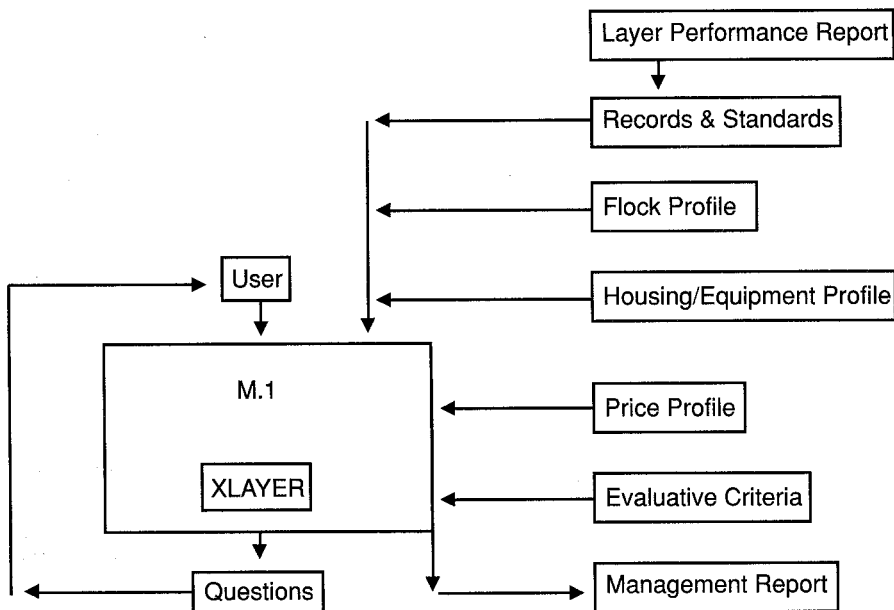 Layer Performance Report
Records & Standards
Flock Profile
User
Housing/Equipment Profile
M.1
Price Profile
XLAYER
Evaluative Criteria
Questions
Management Report